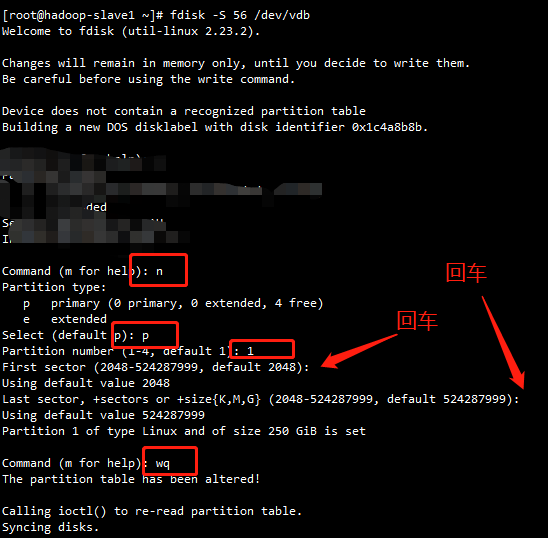 [root@hadoop-slave1 ~]# fdisk -S 56 /dev/vdb
Welcome to fdisk (util-linux 2.23.2).
Changes will remain in memory only, until you decide to write them.
Be careful before using the write command.
Device does not contain a recognized partition table
Building a new DOS disklabel with disk identifier 0x1c4a8b8b.
Command (m for help): n
Partition type:
p primary (0 primary, 0 extended, 4 free)
e extended
Select (default p): p
Partition number (1-4, default 1): 1
First sector (2048-524287999, default 2048):
回车
回车
Using default value 2048
Last sector, +sectors or +size{K,M,G} (2048-524287999, default 524287999):
Using default value 524287999
Partition 1 of type Linux and of size 250 GiB is set
Command (m for help): wq
The partition table has been altered!
Calling ioctl() to re-read partition table.
Syncing disks.